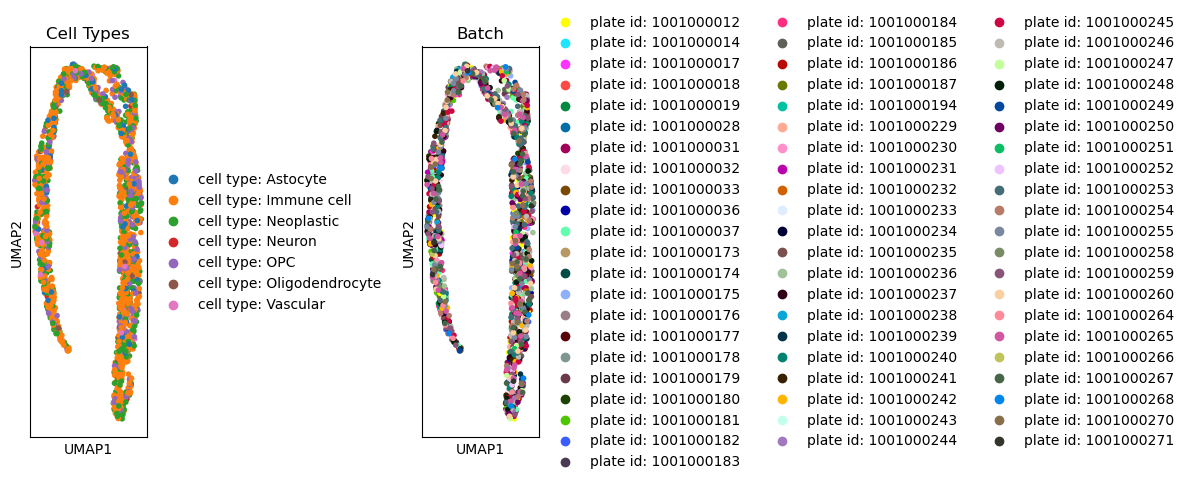 Cell Types
UMAP2
UMAP1
cell type: Astocyte
cell type: Immune cell
cell type: Neoplastic
cell type: Neuron
cell type: OPC
cell type: Oligodendrocyte
cell type: Vascular
Batch
UMAP2
UMAP1
plate id: 1001000012
plate id: 1001000014
plate id: 1001000017
plate id: 1001000018
plate id: 1001000019
plate id: 1001000028
plate id: 1001000031
plate id: 1001000032
plate id: 1001000033
plate id: 1001000036
plate id: 1001000037
plate id: 1001000173
plate id: 1001000174
plate id: 1001000175
plate id: 1001000176
plate id: 1001000177
plate id: 1001000178
plate id: 1001000179
plate id: 1001000180
plate id: 1001000181
plate id: 1001000182
plate id: 1001000183
plate id: 1001000184
plate id: 1001000185
plate id: 1001000186
plate id: 1001000187
plate id: 1001000194
plate id: 1001000229
plate id: 1001000230
plate id: 1001000231
plate id: 1001000232
plate id: 1001000233
plate id: 1001000234
plate id: 1001000235
plate id: 1001000236
plate id: 1001000237
plate id: 1001000238
plate id: 1001000239
plate id: 1001000240
plate id: 1001000241
plate id: 1001000242
plate id: 1001000243
plate id: 1001000244
plate id: 1001000245
plate id: 1001000246
plate id: 1001000247
plate id: 1001000248
plate id: 1001000249
plate id: 1001000250
plate id: 1001000251
plate id: 1001000252
plate id: 1001000253
plate id: 1001000254
plate id: 1001000255
plate id: 1001000258
plate id: 1001000259
plate id: 1001000260
plate id: 1001000264
plate id: 1001000265
plate id: 1001000266
plate id: 1001000267
plate id: 1001000268
plate id: 1001000270
plate id: 1001000271